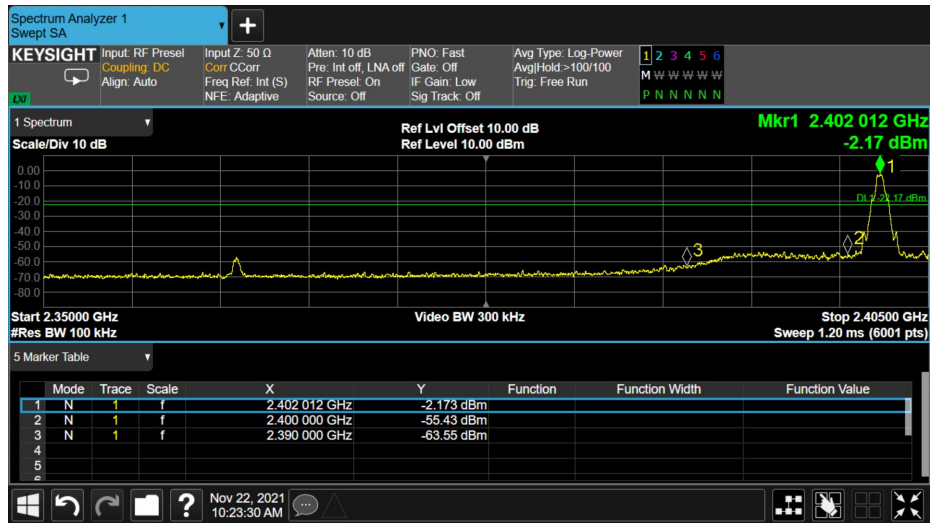 Spectrum Analyzer 1
Swept SA
KEYSIGHT
LXI
Input: RF Presel
Coupling: DC
Align: Auto
Input Z: 50 Ω
Corr CCorr
Freq Ref: Int (S)
NFE: Adaptive
Atten: 10 dB
Pre: Int off, LNA off
RF Presel: On
Source: Off
PNO: Fast
Gate: Off
IF Gain: Low
Sig Track: Off
Avg Type: Log-Power
Avg|Hold:>100/100
Trig: Free Run
1 2 3 4 5 6
M W W W W W
P N N N N N
1 Spectrum
Scale/Div 10 dB
Ref Lvl Offset 10.00 dB
Ref Level 10.00 dBm
Mkr1 2.402 012 GHz
-2.17 dBm
0.00
-10.0
-20.0
-30.0
-40.0
-50.0
-60.0
-70.0
-80.0
1
DL1 -22.17 dBm
2
3
Start 2.35000 GHz
#Res BW 100 kHz
Video BW 300 kHz
Stop 2.40500 GHz
Sweep 1.20 ms (6001 pts)
5 Marker Table
Mode Trace Scale X Y Function Function Width Function Value
1 N 1 f 2.402 012 GHz -2.173 dBm
2 N 1 f 2.400 000 GHz -55.43 dBm
3 N 1 f 2.390 000 GHz -63.55 dBm
4
5
?
Nov 22, 2021
10:23:30 AM